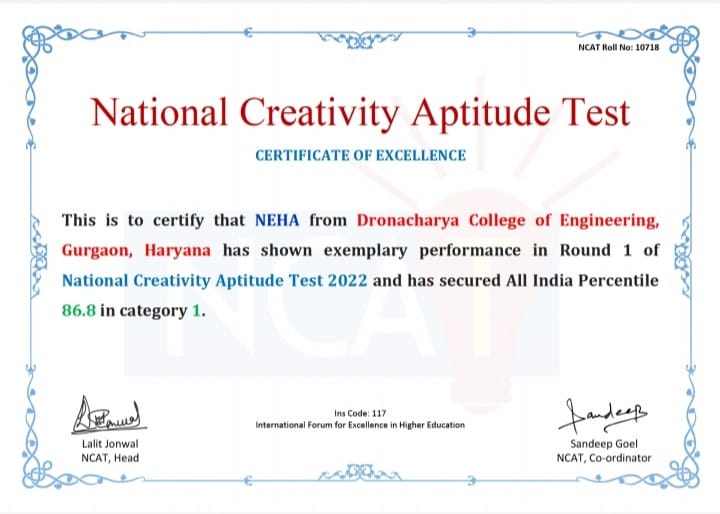 NCAT Roll No: 10718
National Creativity Aptitude Test
CERTIFICATE OF EXCELLENCE
This is to certify that NEHA from Dronacharya College of Engineering,
Gurgaon, Haryana has shown exemplary performance in Round 1 of
National Creativity Aptitude Test 2022 and has secured All India Percentile
86.8 in category 1.
NCAT
Sandeep
Ins Code: 117
International Forum for Excellence in Higher Education
Lalit Jonwal
NCAT, Head
Sandeep Goel
NCAT, Co-ordinator